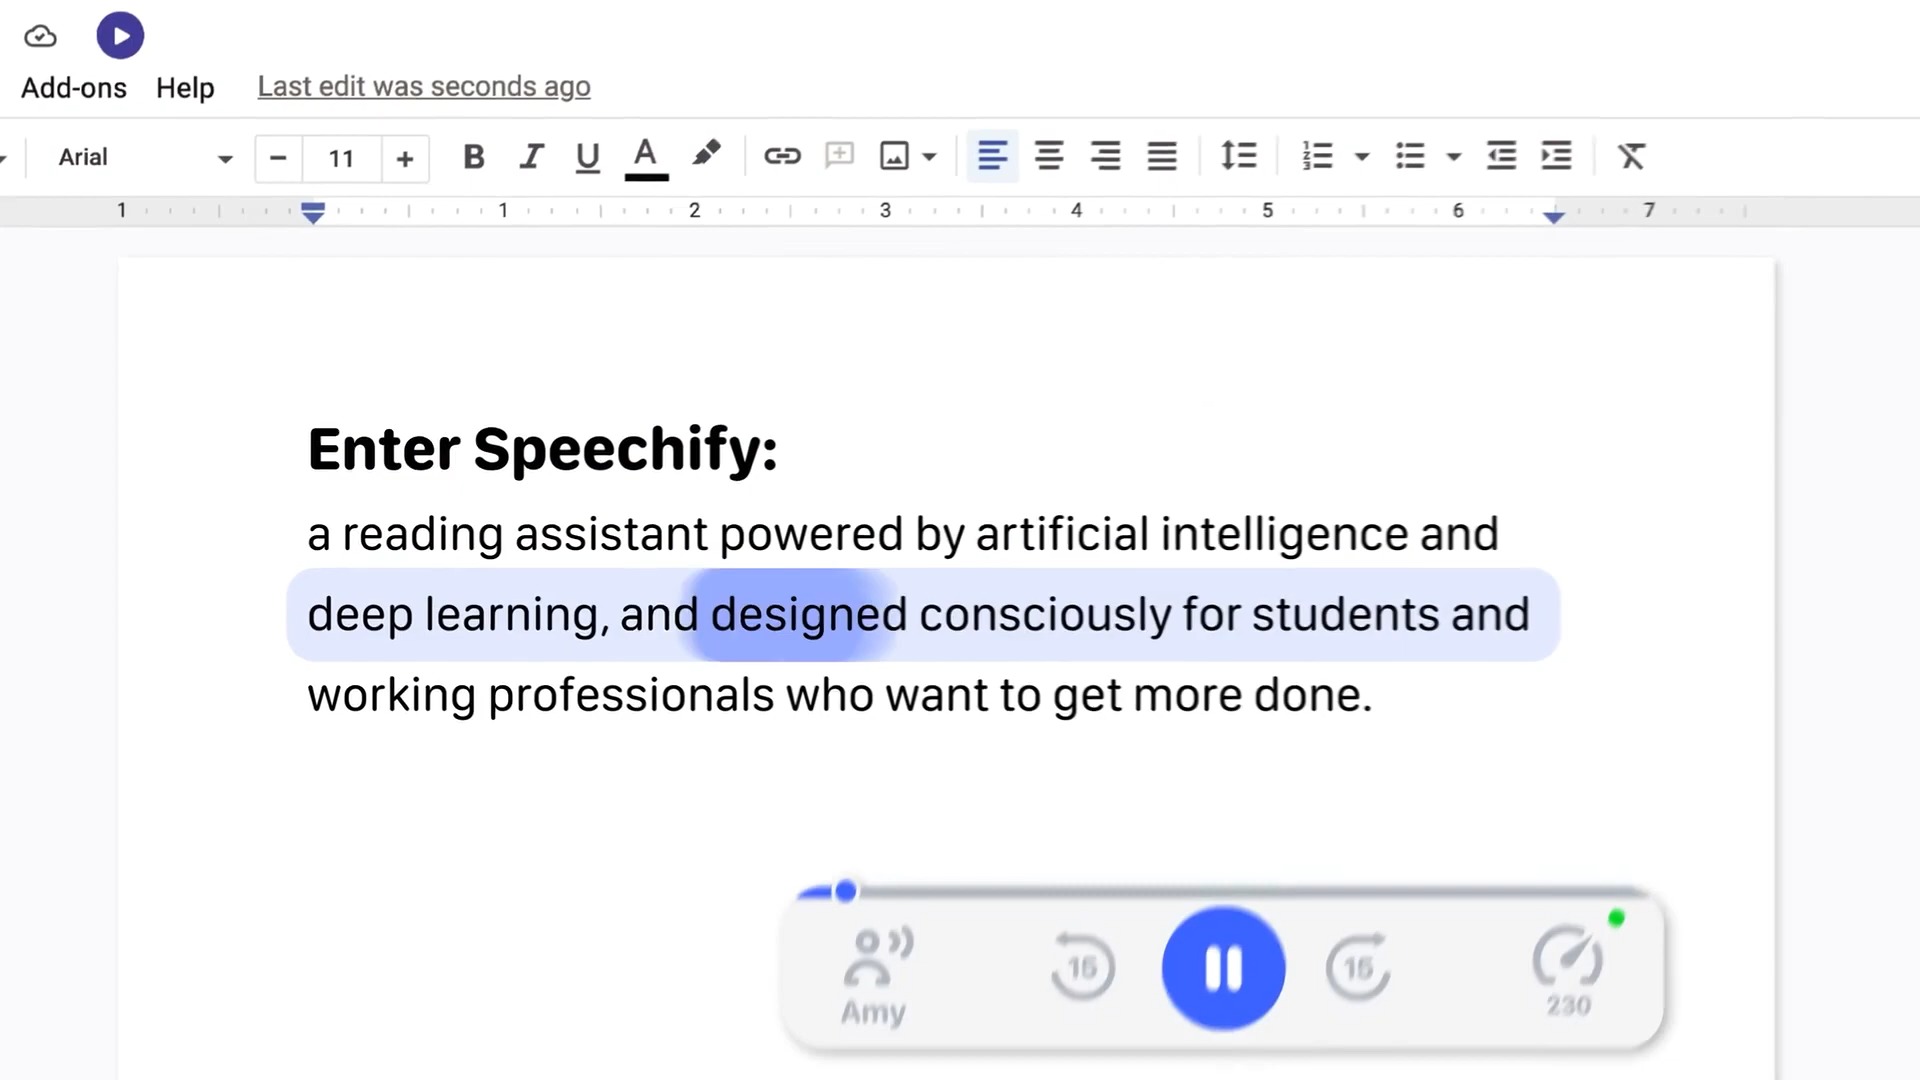 Add-ons Help Last edit was seconds ago
Arial 11 B I U A
1 1 2 3 4 5 6 7
Enter Speechify:
a reading assistant powered by artificial intelligence and
deep learning, and designed consciously for students and
working professionals who want to get more done.
15 15
Amy 230